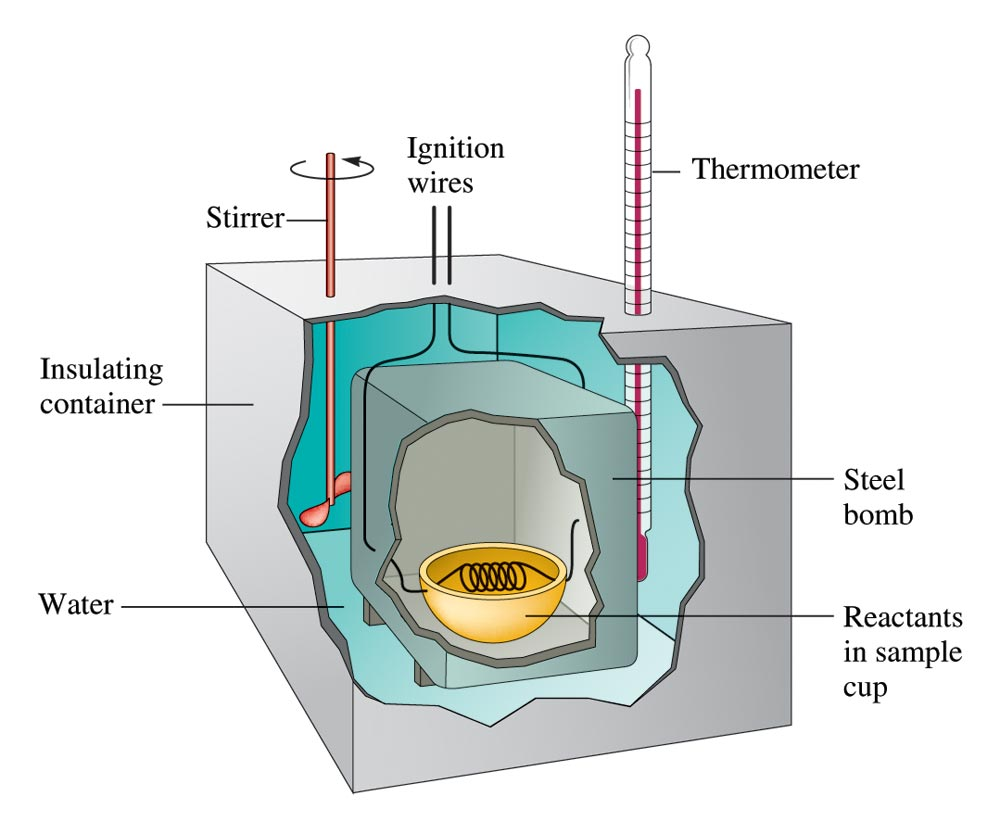 Ignition
wires
Thermometer
Stirrer
Insulating
container
Steel
bomb
Water
Reactants
in sample
cup